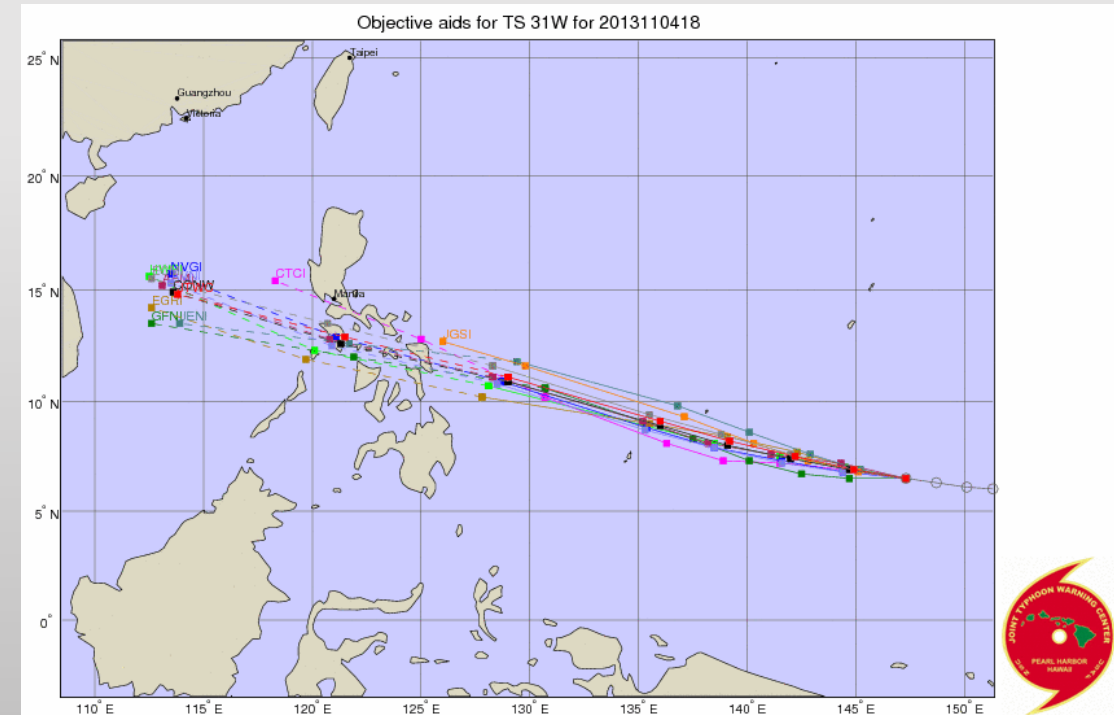 Objective aids for TS 31W for 2013110418
25° N
Taipei
Guangzhou
Victoria
20° N
NVGI
CTCI
15° N
CONW
Manila
EGRI
GFNI
JENI
IGSI
10° N
5° N
0°
110° E
115° E
120° E
125° E
130° E
135° E
140° E
145° E
150° E
JOINT TYPHOON WARNING CENTER
PEARL HARBOR
HAWAII